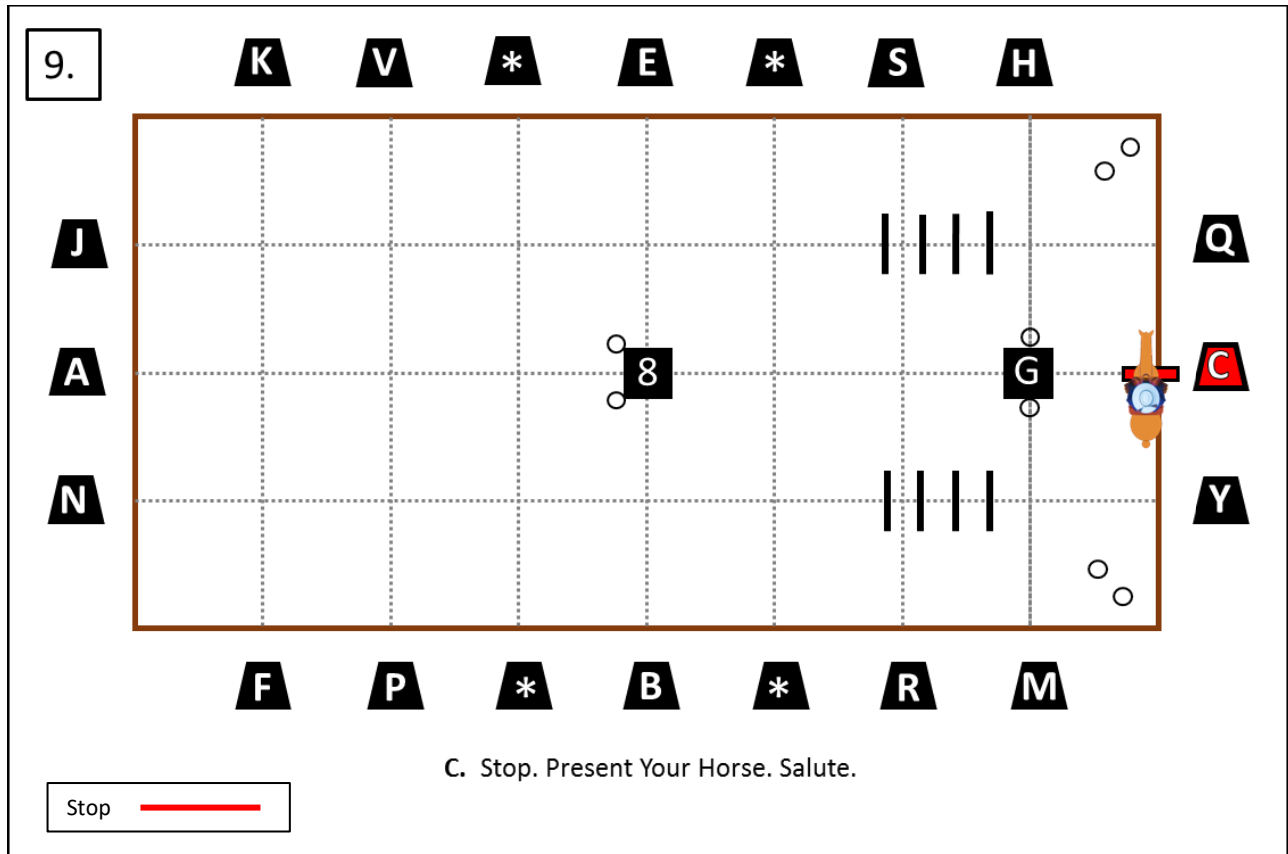 9.
K V * E * S H
J Q
A 8 G C
N Y
F P * B * R M
C. Stop. Present Your Horse. Salute.
Stop